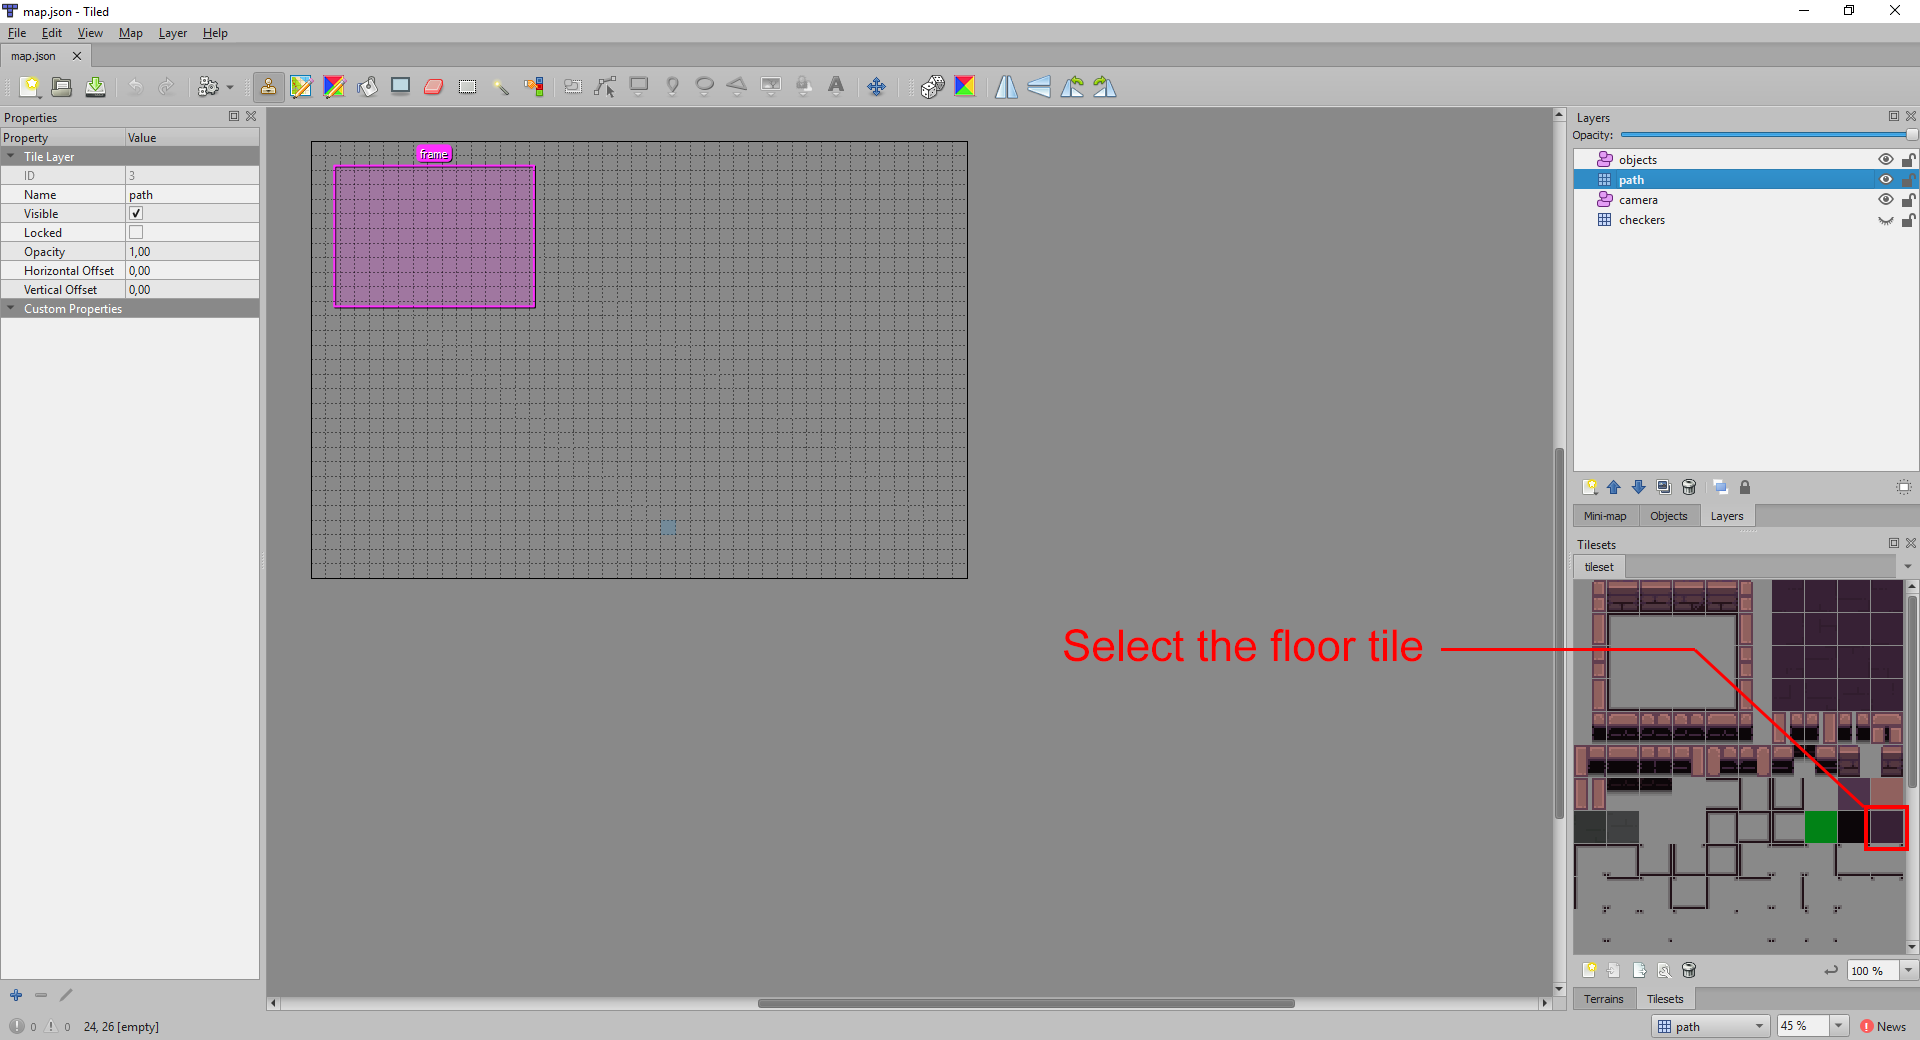 map.json - Tiled
File Edit View Map Layer Help
map.json
Properties
Property Value
Tile Layer
ID 3
Name path
Visible
Locked
Opacity 1,00
Horizontal Offset 0,00
Vertical Offset 0,00
Custom Properties
frame
Select the floor tile
Layers
Opacity:
objects
path
camera
checkers
Mini-map Objects Layers
Tilesets
tileset
100 %
Terrains Tilesets
0 0 24, 26 [empty]
path 45 % News